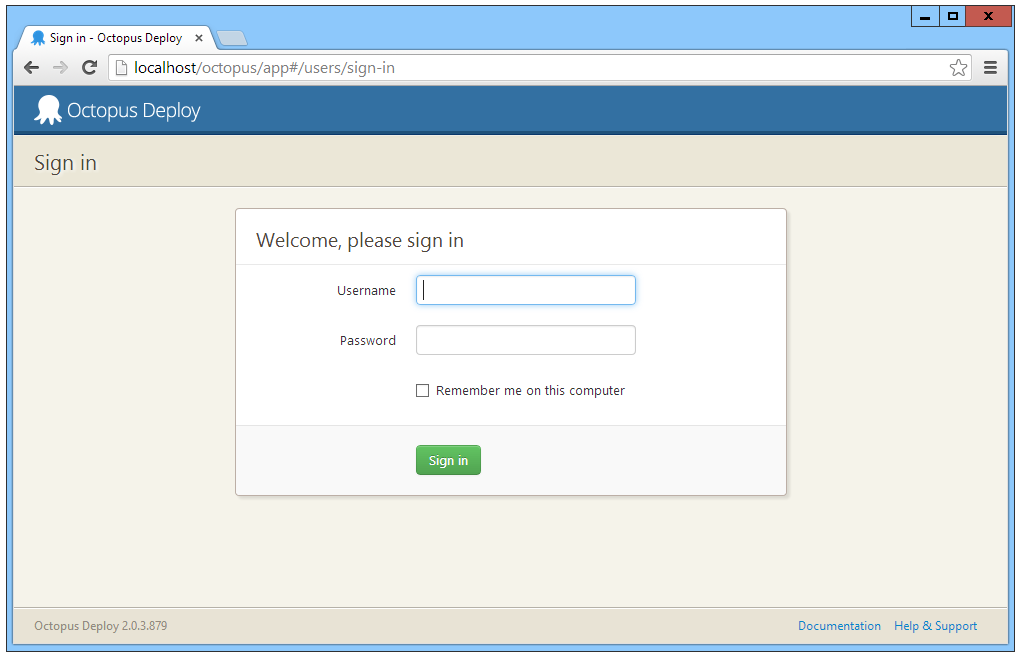 Sign in - Octopus Deploy
localhost/octopus/app#/users/sign-in
Octopus Deploy
Sign in
Welcome, please sign in
Username
Password
Remember me on this computer
Sign in
Octopus Deploy 2.0.3.879 Documentation Help & Support